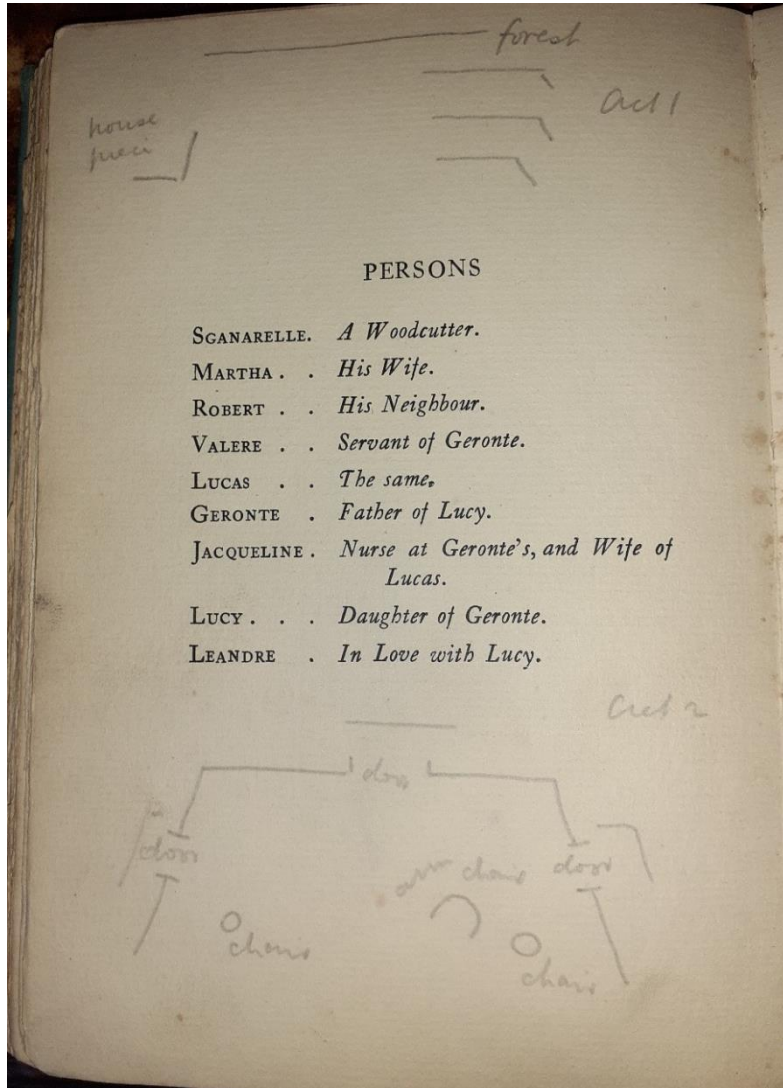 forest
Act 1
house
PERSONS
SGANARELLE. A Woodcutter.
MARTHA . . His Wife.
ROBERT . . His Neighbour.
VALERE . . Servant of Geronte.
LUCAS . . The same.
GERONTE . Father of Lucy.
JACQUELINE . Nurse at Geronte's, and Wife of
Lucas.
LUCY . . . Daughter of Geronte.
LEANDRE . In Love with Lucy.
Act 2
door
door
arm chair door
chair
chair